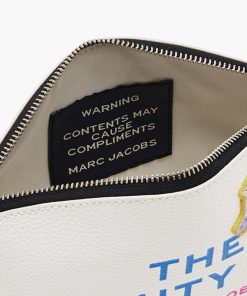 WARNING
CONTENTS MAY
CAUSE
COMPLIMENTS
MARC JACOBS
THE